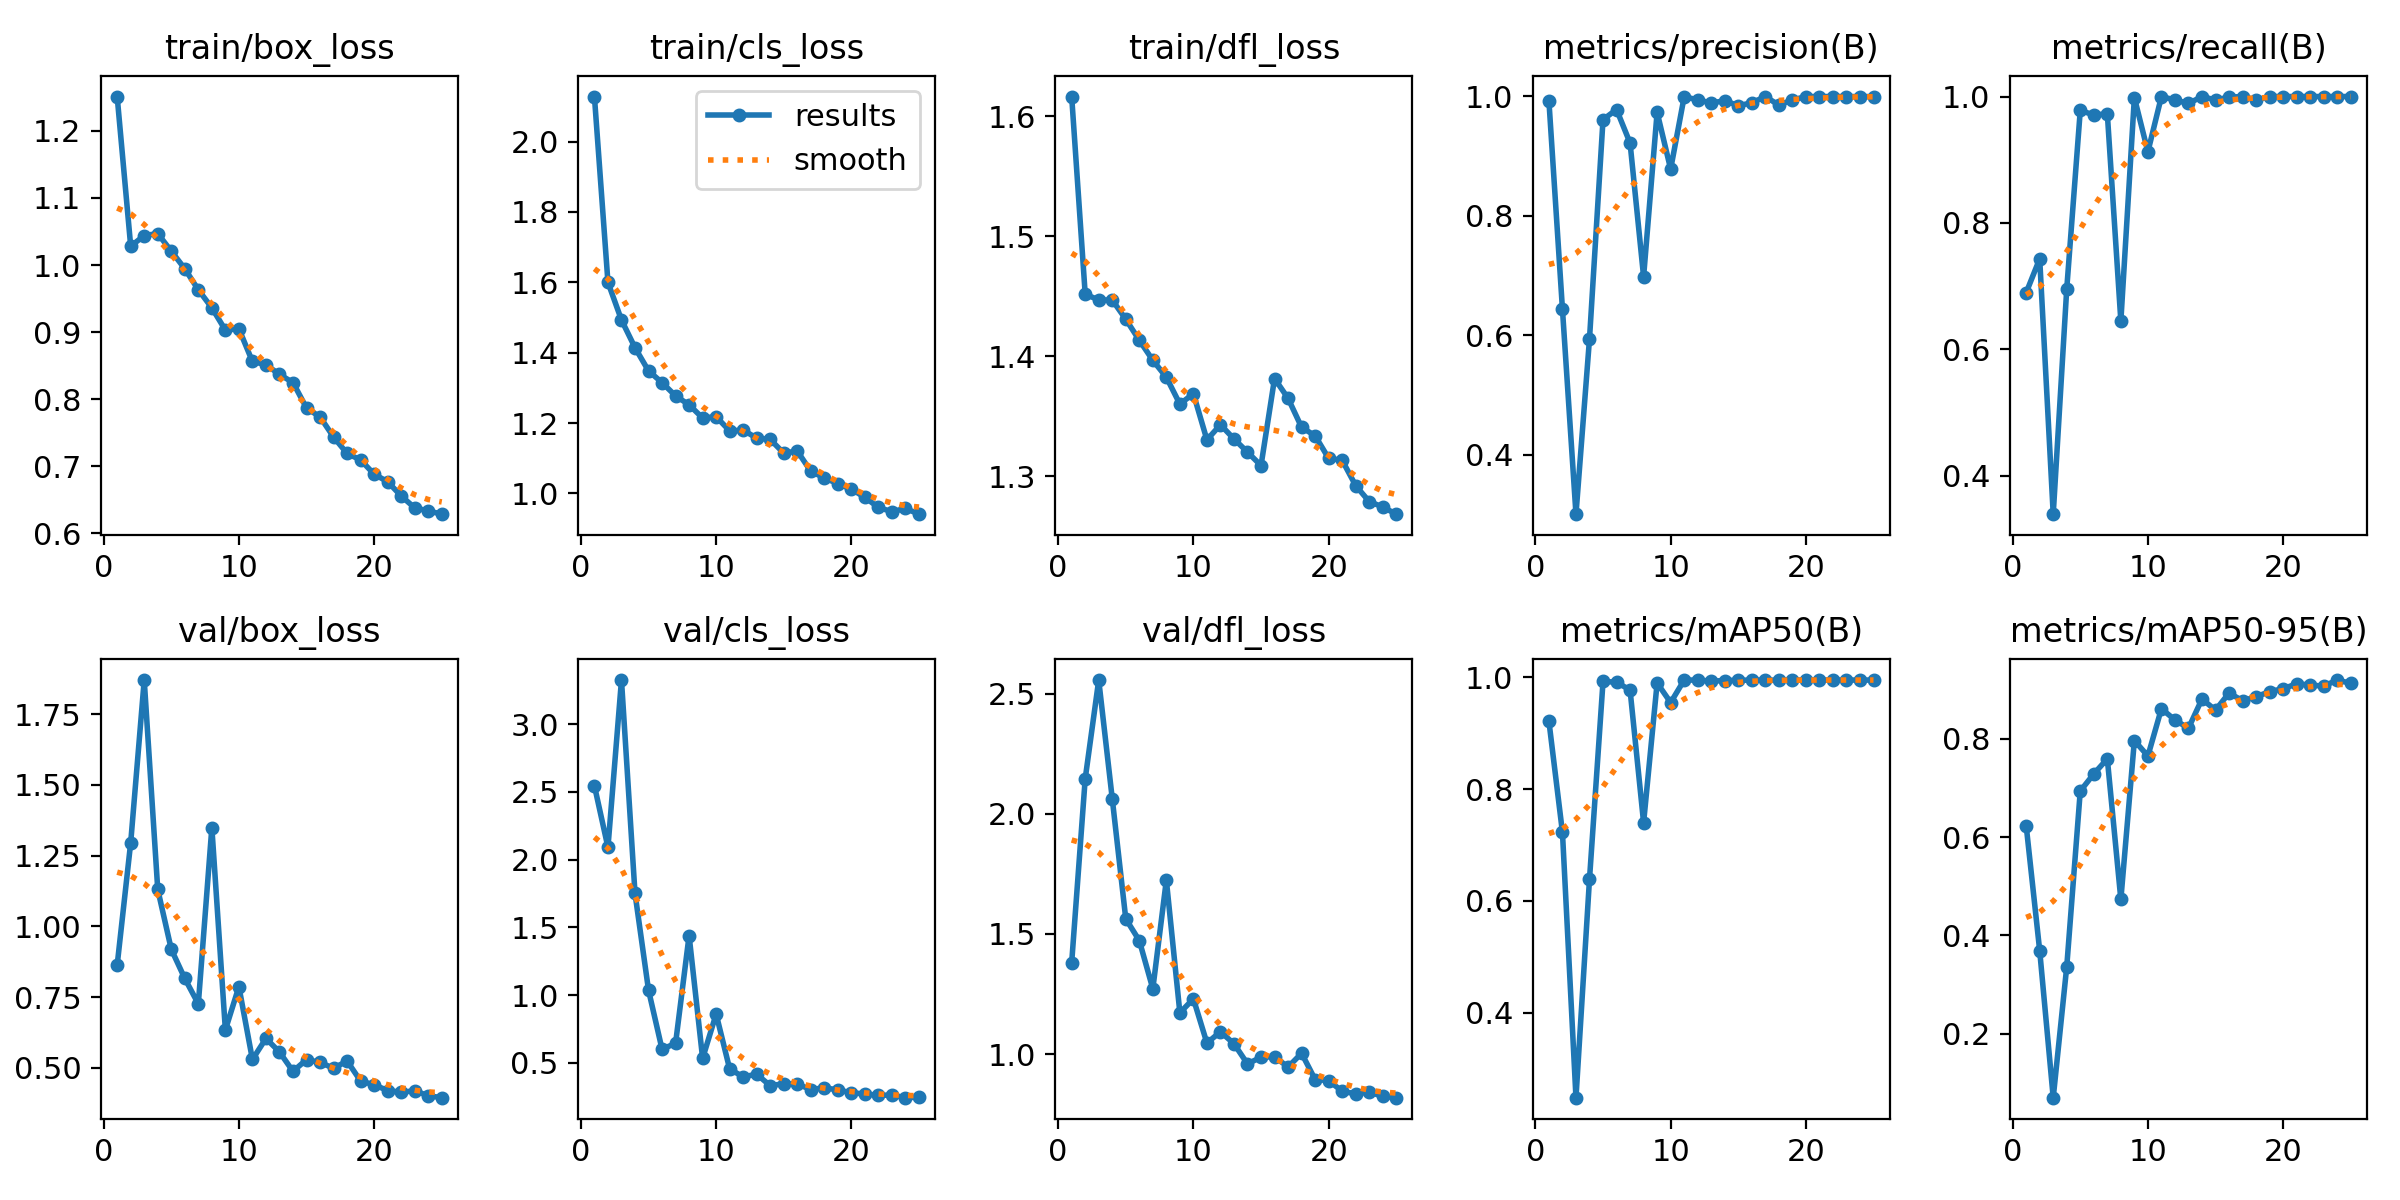 train/box_loss
train/cls_loss
train/dfl_loss
metrics/precision(B)
metrics/recall(B)
1.2
1.1
1.0
0.9
0.8
0.7
0.6
0 10 20
results
smooth
2.0
1.8
1.6
1.4
1.2
1.0
0 10 20
1.6
1.5
1.4
1.3
0 10 20
1.0
0.8
0.6
0.4
0 10 20
1.0
0.8
0.6
0.4
0 10 20
val/box_loss
val/cls_loss
val/dfl_loss
metrics/mAP50(B)
metrics/mAP50-95(B)
1.75
1.50
1.25
1.00
0.75
0.50
0 10 20
3.0
2.5
2.0
1.5
1.0
0.5
0 10 20
2.5
2.0
1.5
1.0
0 10 20
1.0
0.8
0.6
0.4
0 10 20
0.8
0.6
0.4
0.2
0 10 20